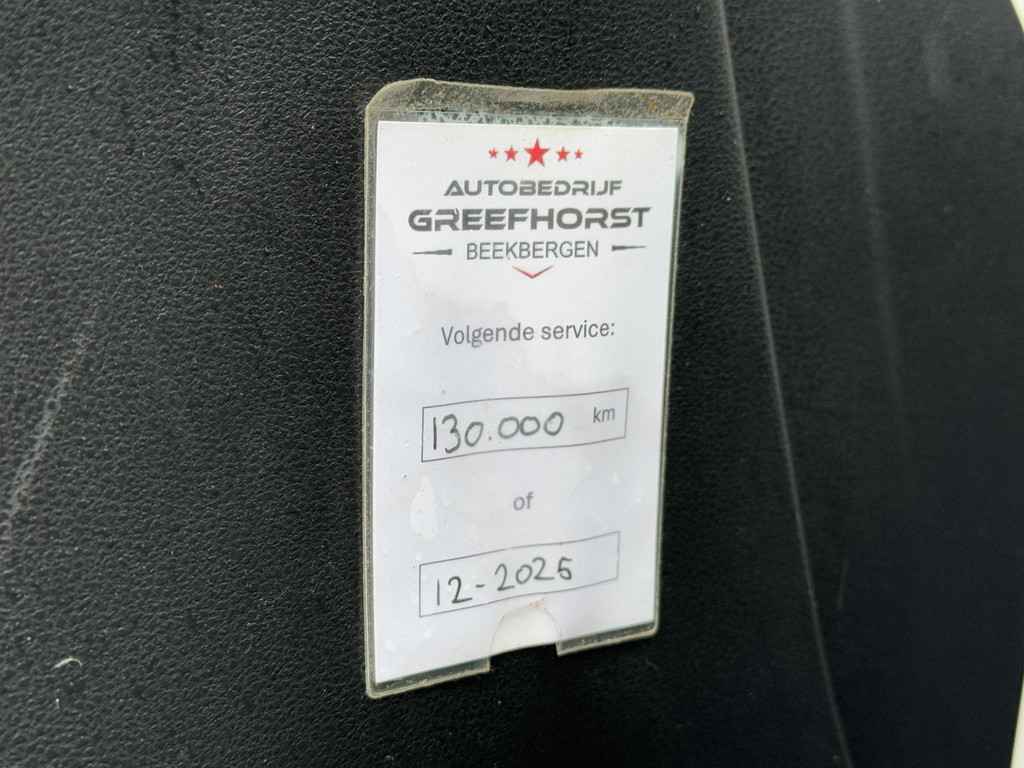 AUTOBEDRIJF
GREEFHORST
BEEKBERGEN
Volgende service:
130.000 km
of
12-2025